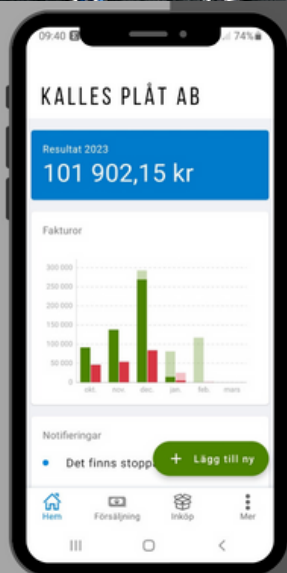 09:40
74%
KALLES PLÅT AB
Resultat 2023
101 902,15 kr
Fakturor
300 000
250 000
200 000
150 000
100 000
50 000
0
okt. nov. dec. jan. feb. mars
Notifieringar
Det finns stopp
+ Lägg till ny
Hem Försäljning Inköp Mer